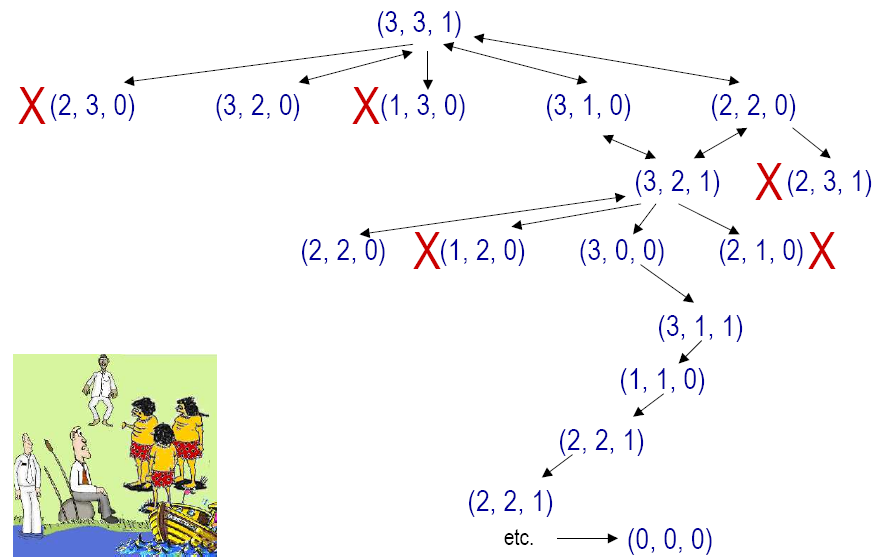 (3, 3, 1)
X (2, 3, 0) (3, 2, 0) X (1, 3, 0) (3, 1, 0) (2, 2, 0)
(3, 2, 1) X (2, 3, 1)
(2, 2, 0) X (1, 2, 0) (3, 0, 0) (2, 1, 0) X
(3, 1, 1)
(1, 1, 0)
(2, 2, 1)
(2, 2, 1)
etc. (0, 0, 0)